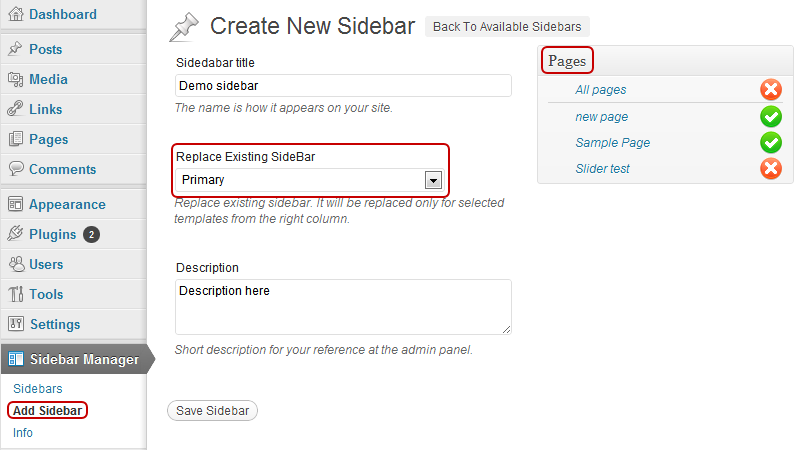 Dashboard
Posts
Media
Links
Pages
Comments
Appearance
Plugins 2
Users
Tools
Settings
Sidebar Manager
Sidebars
Add Sidebar
Info
Create New Sidebar Back To Available Sidebars
Sidedabar title
Demo sidebar
The name is how it appears on your site.
Replace Existing SideBar
Primary
Replace existing sidebar. It will be replaced only for selected
templates from the right column.
Description
Description here
Short description for your reference at the admin panel.
Save Sidebar
Pages
All pages
new page
Sample Page
Slider test